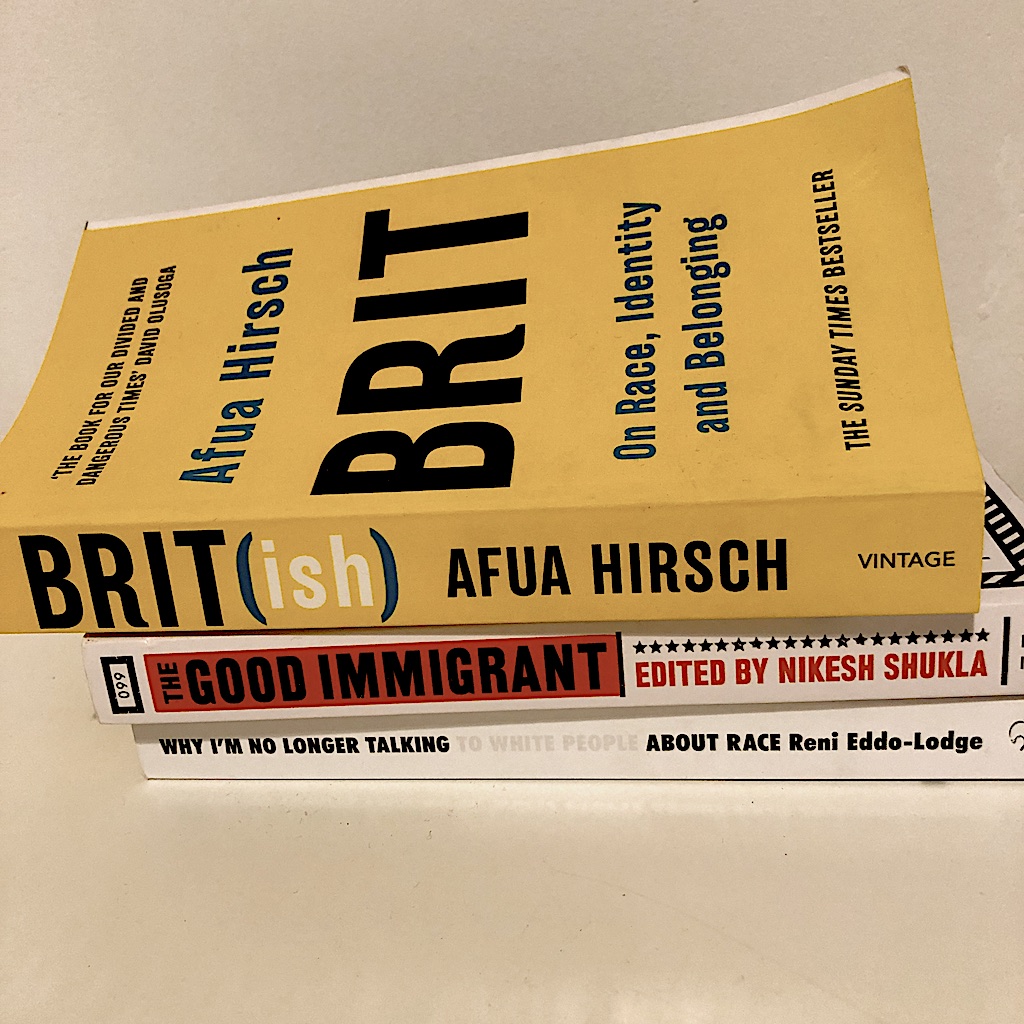 'THE BOOK FOR OUR DIVIDED AND
DANGEROUS TIMES' DAVID OLUSOGA
Afua Hirsch
BRIT
On Race, Identity
and Belonging
THE SUNDAY TIMES BESTSELLER
BRIT(ish) AFUA HIRSCH VINTAGE
099 THE GOOD IMMIGRANT EDITED BY NIKESH SHUKLA
WHY I'M NO LONGER TALKING TO WHITE PEOPLE ABOUT RACE Reni Eddo-Lodge